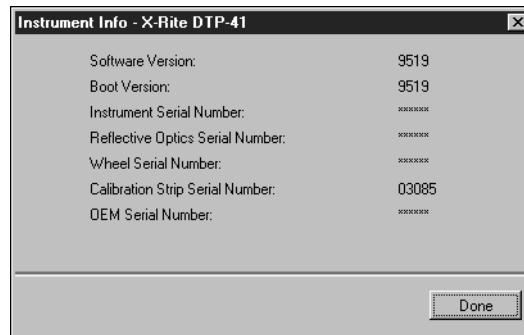 Instrument Info - X-Rite DTP-41
Software Version: 9519
Boot Version: 9519
Instrument Serial Number: ******
Reflective Optics Serial Number: ******
Wheel Serial Number: ******
Calibration Strip Serial Number: 03085
OEM Serial Number: ******
Done